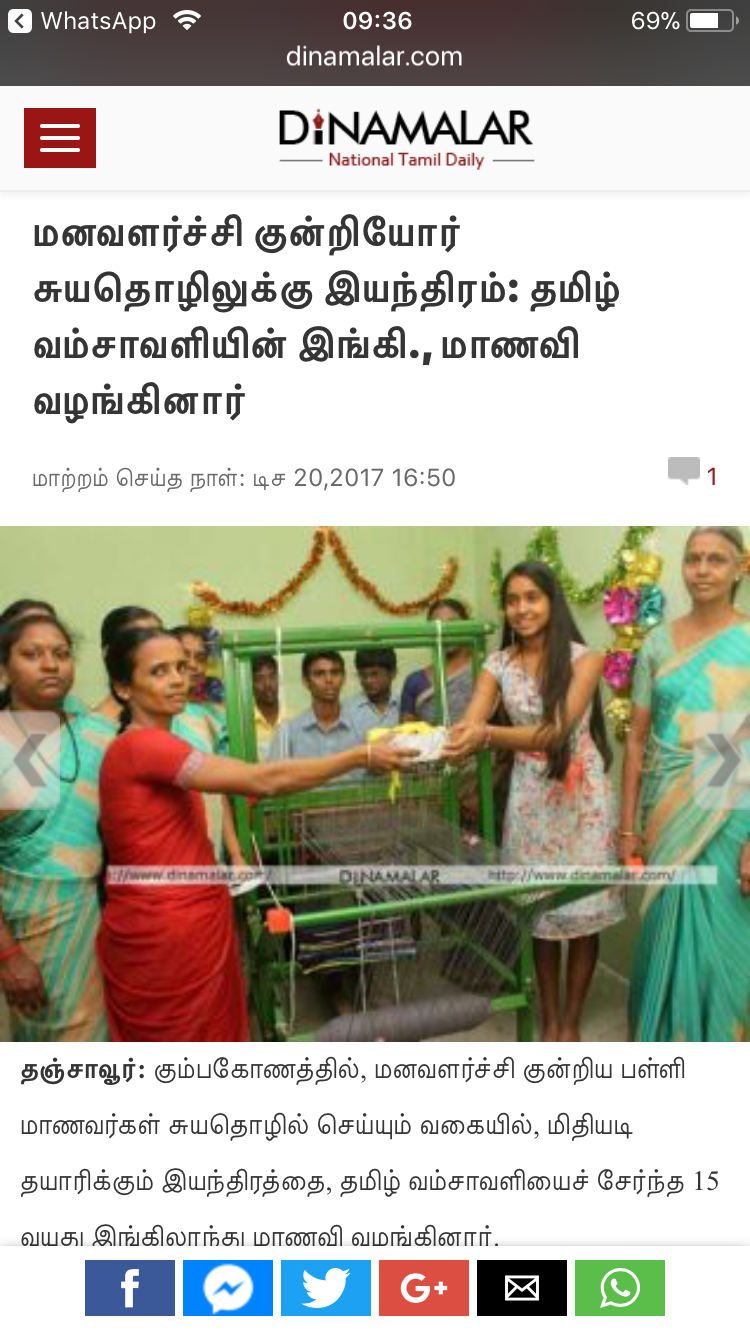 WhatsApp 09:36 69%
dinamalar.com
DiNAMALAR
National Tamil Daily
மனவளர்ச்சி குன்றியோர்
சுயதொழிலுக்கு இயந்திரம்: தமிழ்
வம்சாவளியின் இங்கி., மாணவி
வழங்கினார்
மாற்றம் செய்த நாள்: டிச 20,2017 16:50
1
://www.dinamalar.com/ DINAMALAR http://www.dinamalar.com/
தஞ்சாவூர்: கும்பகோணத்தில், மனவளர்ச்சி குன்றிய பள்ளி
மாணவர்கள் சுயதொழில் செய்யும் வகையில், மிதியடி
தயாரிக்கும் இயந்திரத்தை, தமிழ் வம்சாவளியைச் சேர்ந்த 15
வயது இங்கிலாந்து மாணவி வழங்கினார்.
f G+